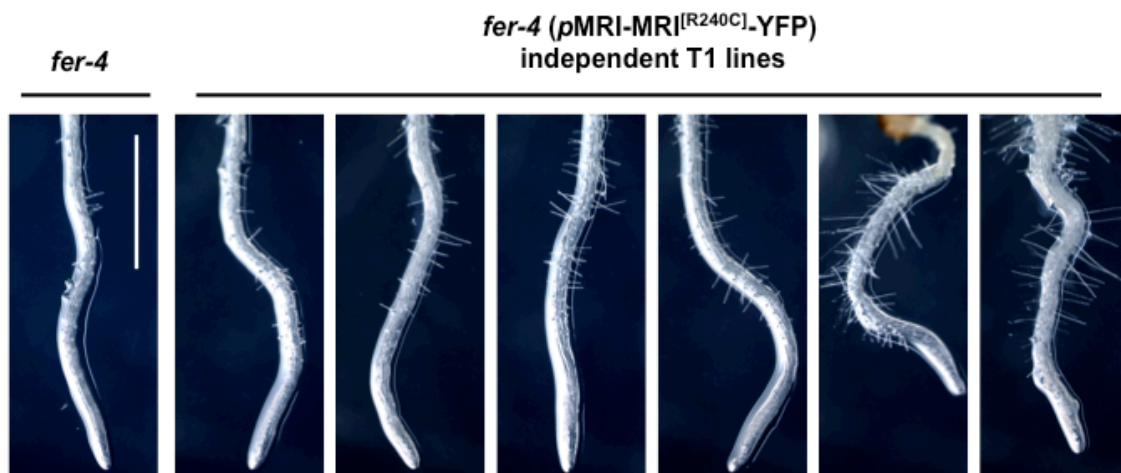 fer-4 (pMRI-MRI[R240C]-YFP)
independent T1 lines
fer-4